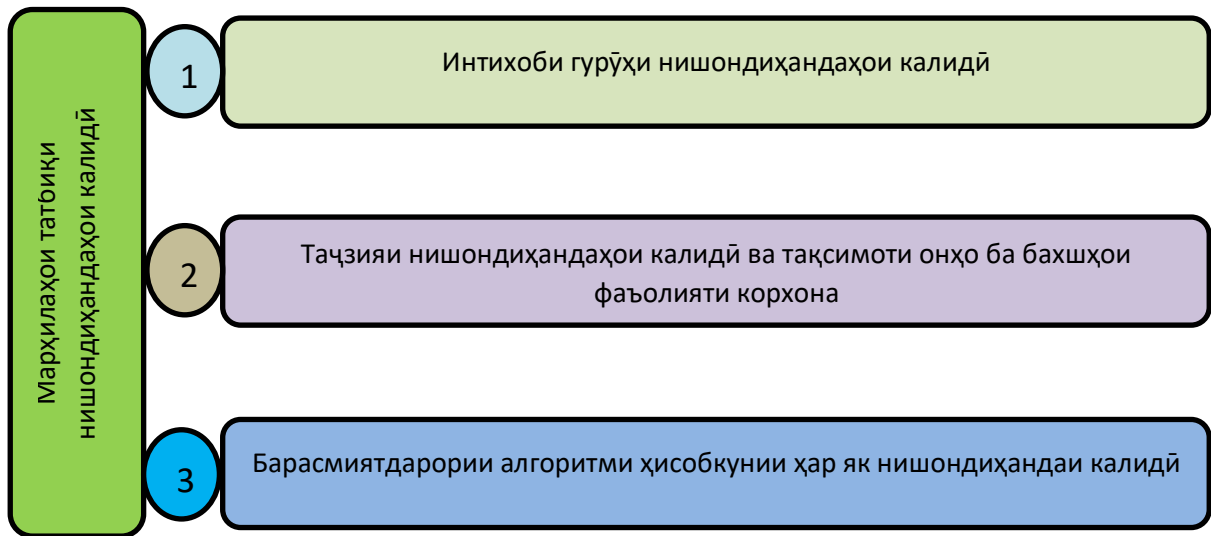 Марҳилаҳои татбиқи
нишондиҳандаҳои калидӣ
1
Интихоби гурӯҳи нишондиҳандаҳои калидӣ
2
Таҷзияи нишондиҳандаҳои калидӣ ва тақсимоти онҳо ба бахшҳои
фаъолияти корхона
3
Барасмиятдарории алгоритми ҳисобкунии ҳар як нишондиҳандаи калидӣ